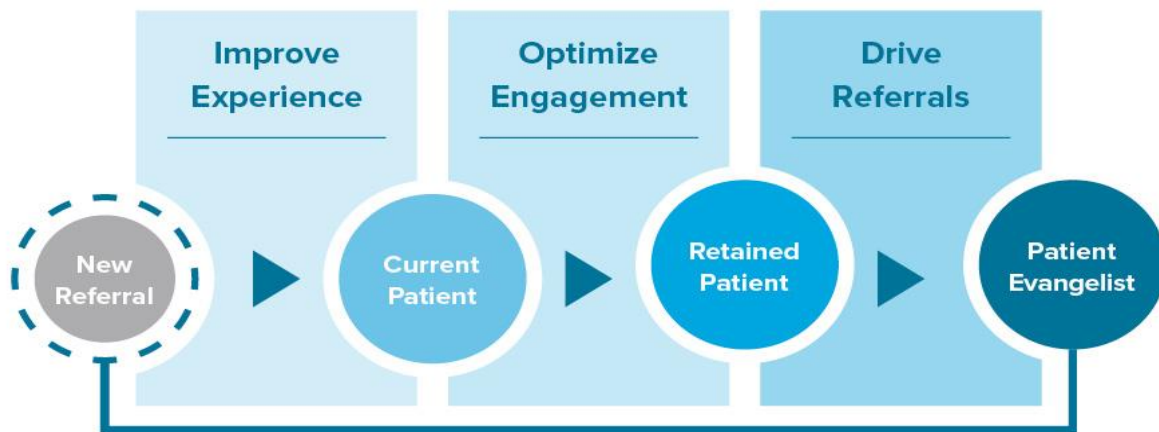 Improve
Experience
Optimize
Engagement
Drive
Referrals
New
Referral
Current
Patient
Retained
Patient
Patient
Evangelist